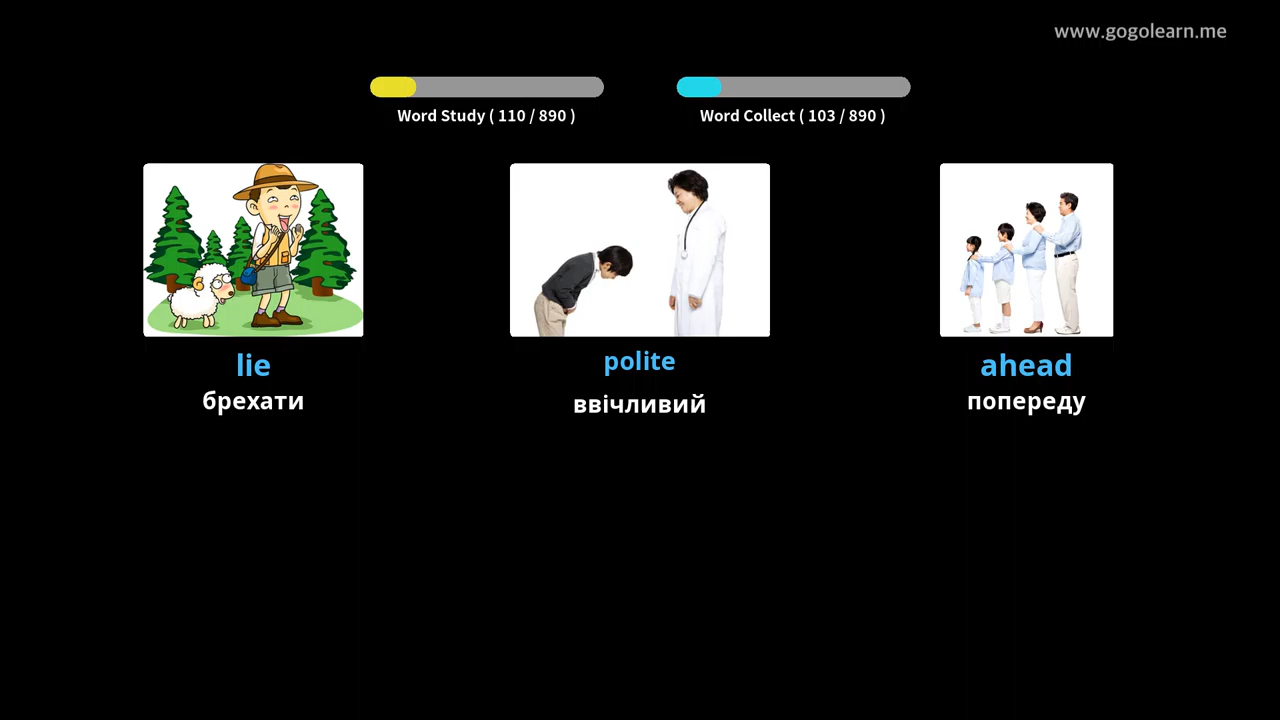 www.gogolearn.me
Word Study ( 110 / 890 )
Word Collect ( 103 / 890 )
lie
брехати
polite
ввічливий
ahead
попереду